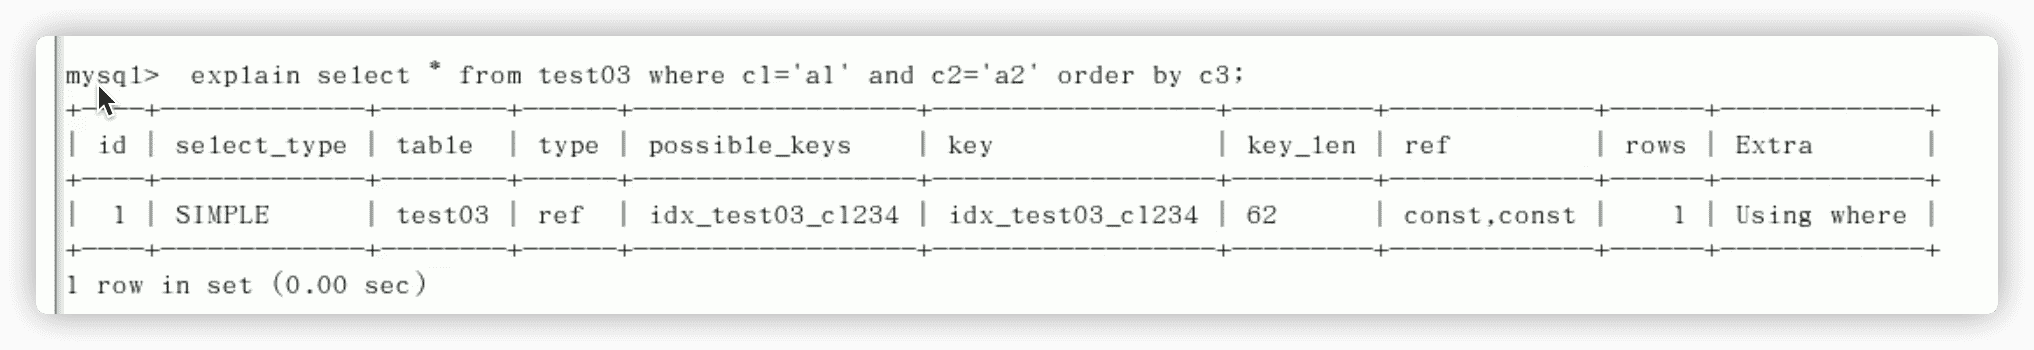 mysql>  explain select * from test03 where c1='a1' and c2='a2' order by c3;
+----+-------------+--------+------+-------------------+-------------------+---------+-------------+------+-------------+
| id | select_type | table  | type | possible_keys     | key               | key_len | ref         | rows | Extra       |
+----+-------------+--------+------+-------------------+-------------------+---------+-------------+------+-------------+
|  1 | SIMPLE      | test03 | ref  | idx_test03_c1234 | idx_test03_c1234 | 62      | const,const |    1 | Using where |
+----+-------------+--------+------+-------------------+-------------------+---------+-------------+------+-------------+
1 row in set (0.00 sec)